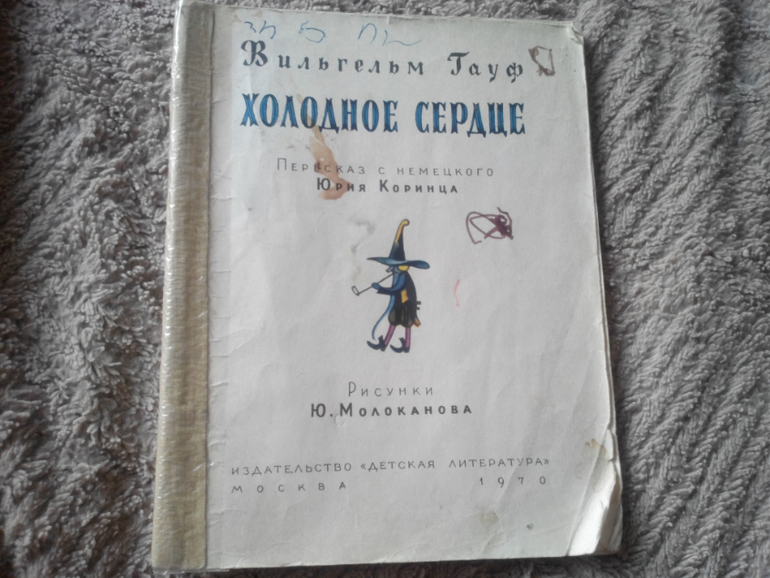 Вильгельм Гауф
ХОЛОДНОЕ СЕРДЦЕ
Пересказ с немецкого
Юрия Коринца
Рисунки
Ю. Молоканова
ИЗДАТЕЛЬСТВО «ДЕТСКАЯ ЛИТЕРАТУРА»
МОСКВА 1970